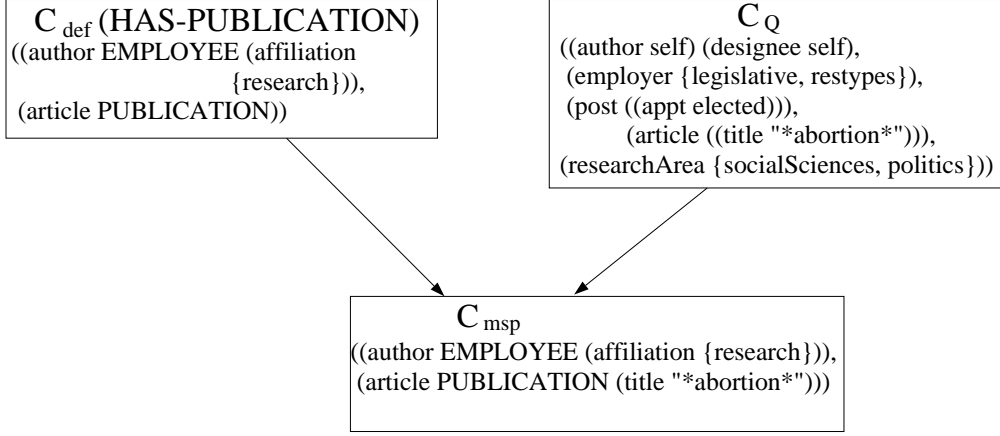 C def (HAS-PUBLICATION)
((author EMPLOYEE (affiliation
{research})),
(article PUBLICATION))
C Q
((author self) (designee self),
(employer {legislative, restypes}),
(post ((appt elected))),
(article ((title "*abortion*"))),
(researchArea {socialSciences, politics}))
C msp
((author EMPLOYEE (affiliation {research})),
(article PUBLICATION (title "*abortion*")))